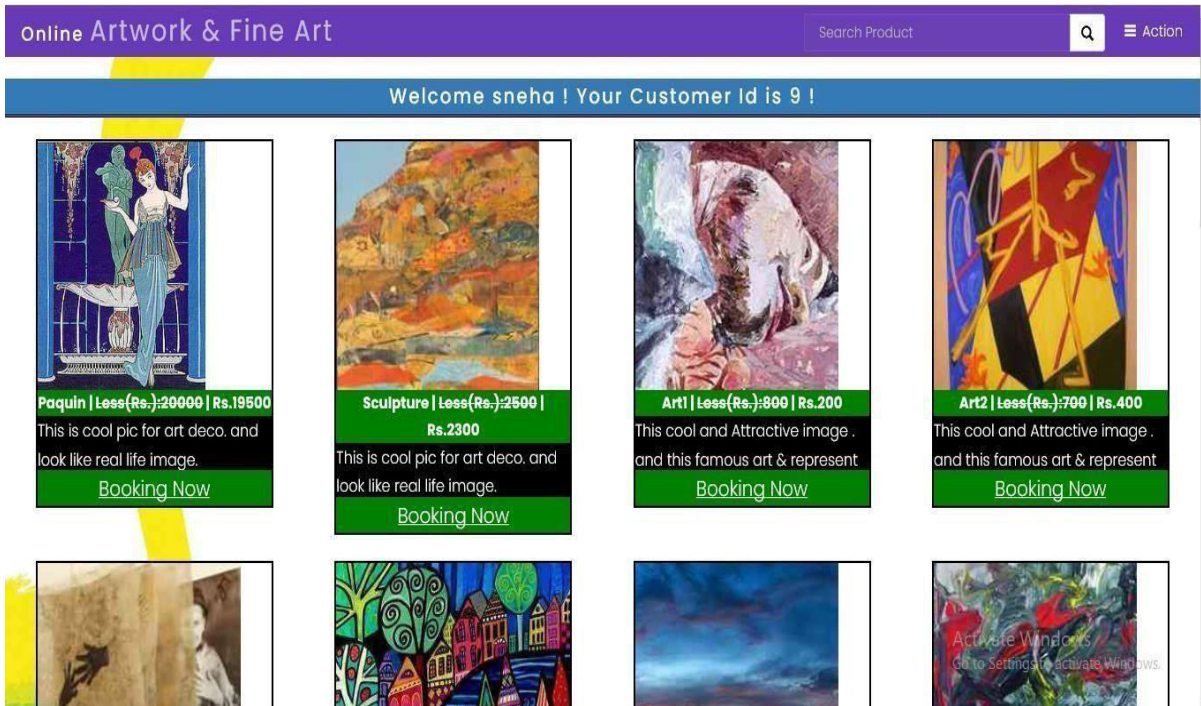 Online Artwork & Fine Art
Search Product
Action
Welcome sneha ! Your Customer Id is 9 !
Paquin | Less(Rs.):20000 | Rs.19500
This is cool pic for art deco. and
look like real life image.
Booking Now
Sculpture | Less(Rs.):2500 |
Rs.2300
This is cool pic for art deco. and
look like real life image.
Booking Now
Art1 | Less(Rs.):800 | Rs.200
This cool and Attractive image .
and this famous art & represent
Booking Now
Art2 | Less(Rs.):700 | Rs.400
This cool and Attractive image .
and this famous art & represent
Booking Now
Activate Windows
Go to Settings to activate Windows.